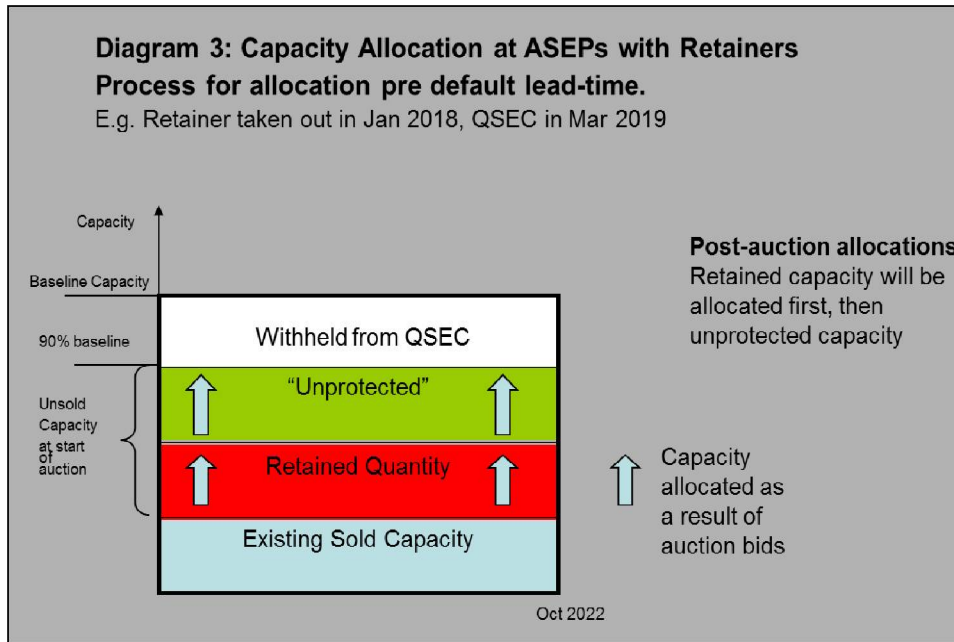 Diagram 3: Capacity Allocation at ASEPs with Retainers
Process for allocation pre default lead-time.
E.g. Retainer taken out in Jan 2018, QSEC in Mar 2019
Capacity
Baseline Capacity
90% baseline
Unsold
Capacity
at start
of
auction
Withheld from QSEC
“Unprotected”
Retained Quantity
Existing Sold Capacity
Oct 2022
Post-auction allocations
Retained capacity will be
allocated first, then
unprotected capacity
Capacity
allocated as
a result of
auction bids